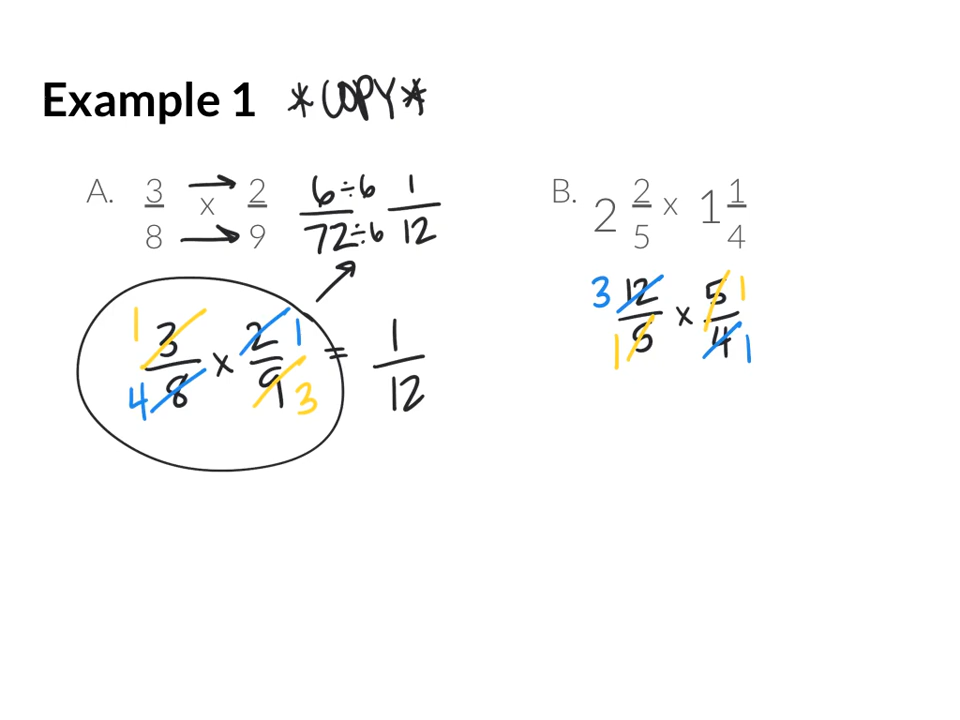 Example 1 *COPY*
A. 3/8 x 2/9 6÷6/72÷6 1/12
1 3/4 8 x 2 1/9 3 = 1/12
B. 2 2/5 x 1 1/4
3 12/1 5 x 5 1/4 1